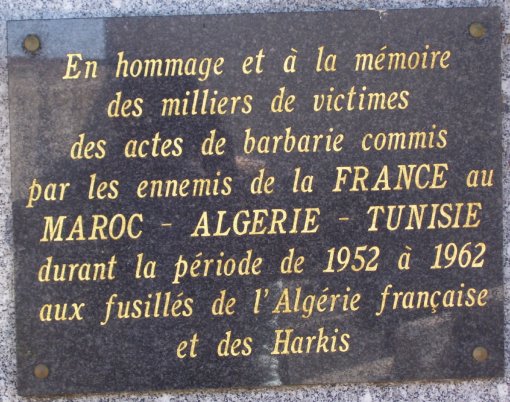 En hommage et à la mémoire
des milliers de victimes
des actes de barbarie commis
par les ennemis de la FRANCE au
MAROC - ALGERIE - TUNISIE
durant la période de 1952 à 1962
aux fusillés de l'Algérie française
et des Harkis